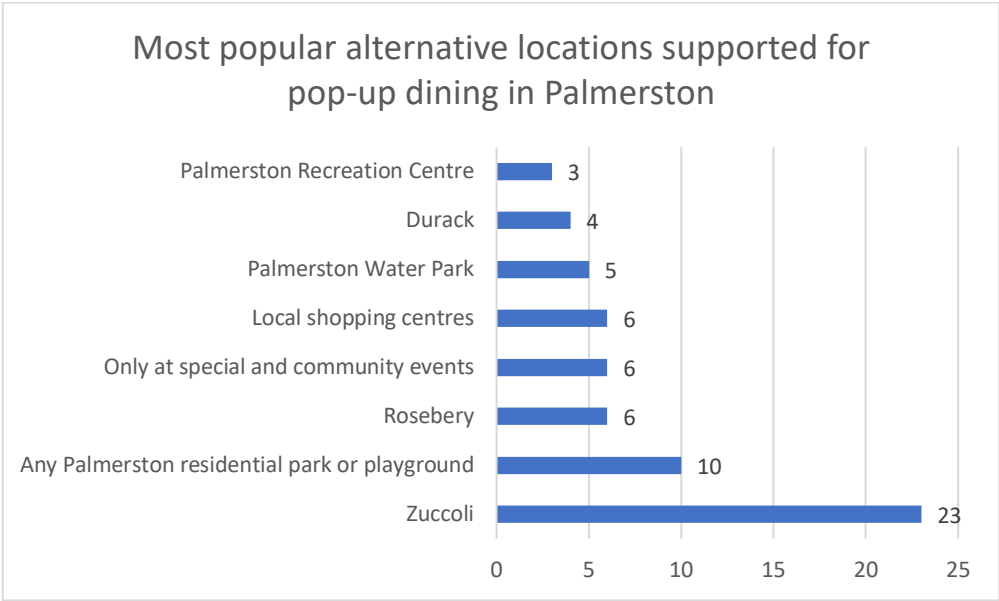 Most popular alternative locations supported for
pop-up dining in Palmerston
Palmerston Recreation Centre 3
Durack 4
Palmerston Water Park 5
Local shopping centres 6
Only at special and community events 6
Rosebery 6
Any Palmerston residential park or playground 10
Zuccoli 23
0 5 10 15 20 25